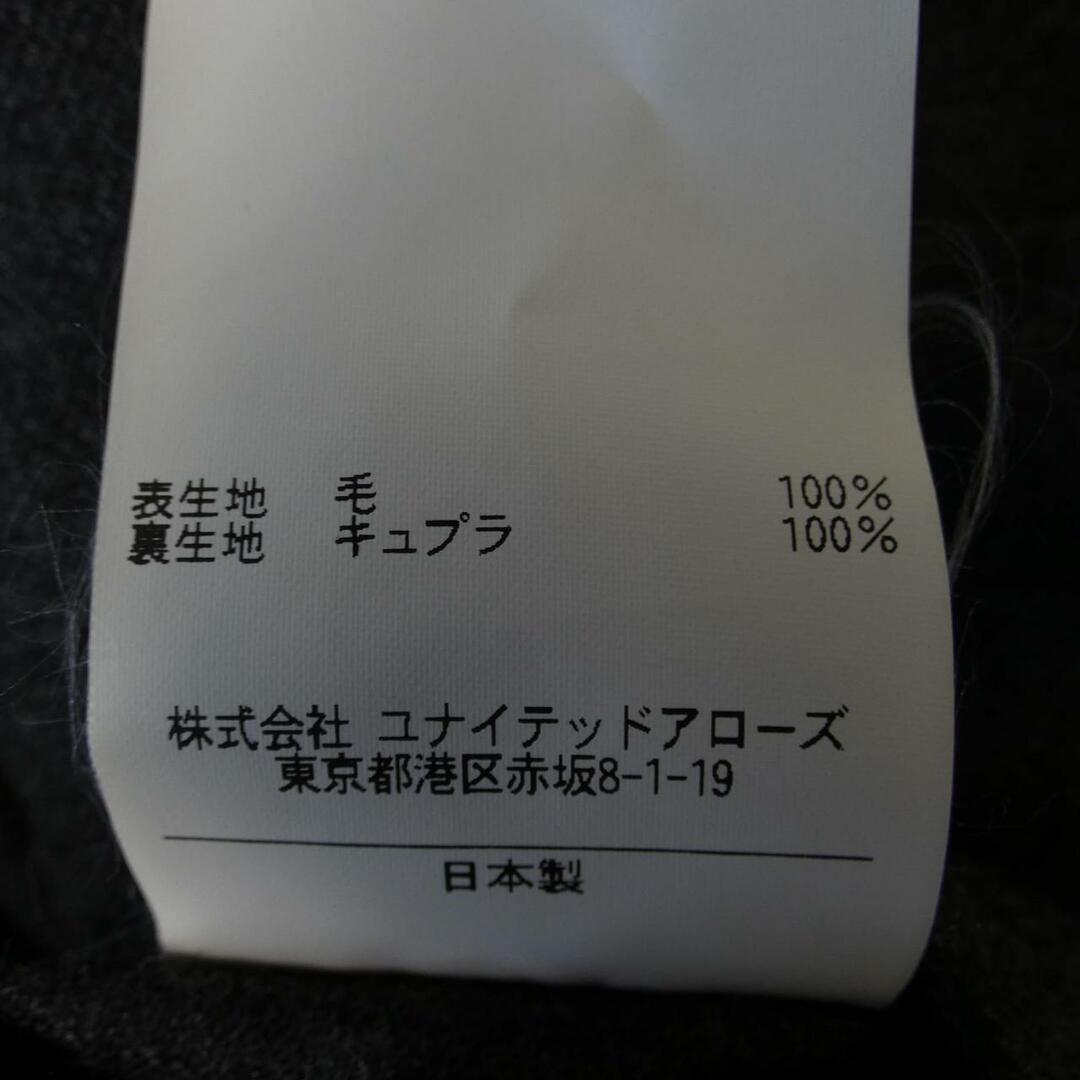 表生地 毛 100%
裏生地 キュプラ 100%
株式会社 ユナイテッドアローズ
東京都港区赤坂8-1-19
日本製